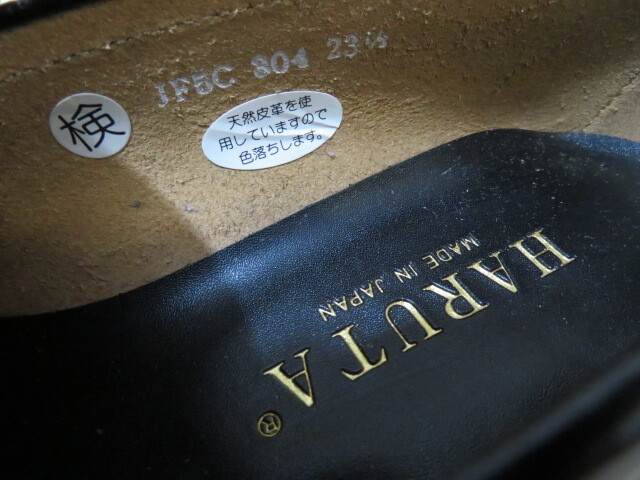 検
JF5C 304 23½
天然皮革を使
用していますので
色落ちします。
HARUTA®
MADE IN JAPAN